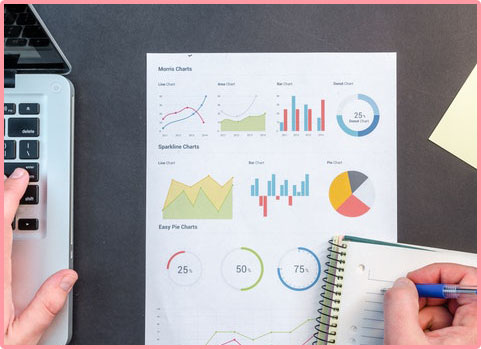 Morris Charts
Line Chart Area Chart Bar Chart Donut Chart
25%
Donut Chart
Sparkline Charts
Line Chart Bar Chart Pie Chart
Easy Pie Charts
25% 50% 75%
delete
enter
shift